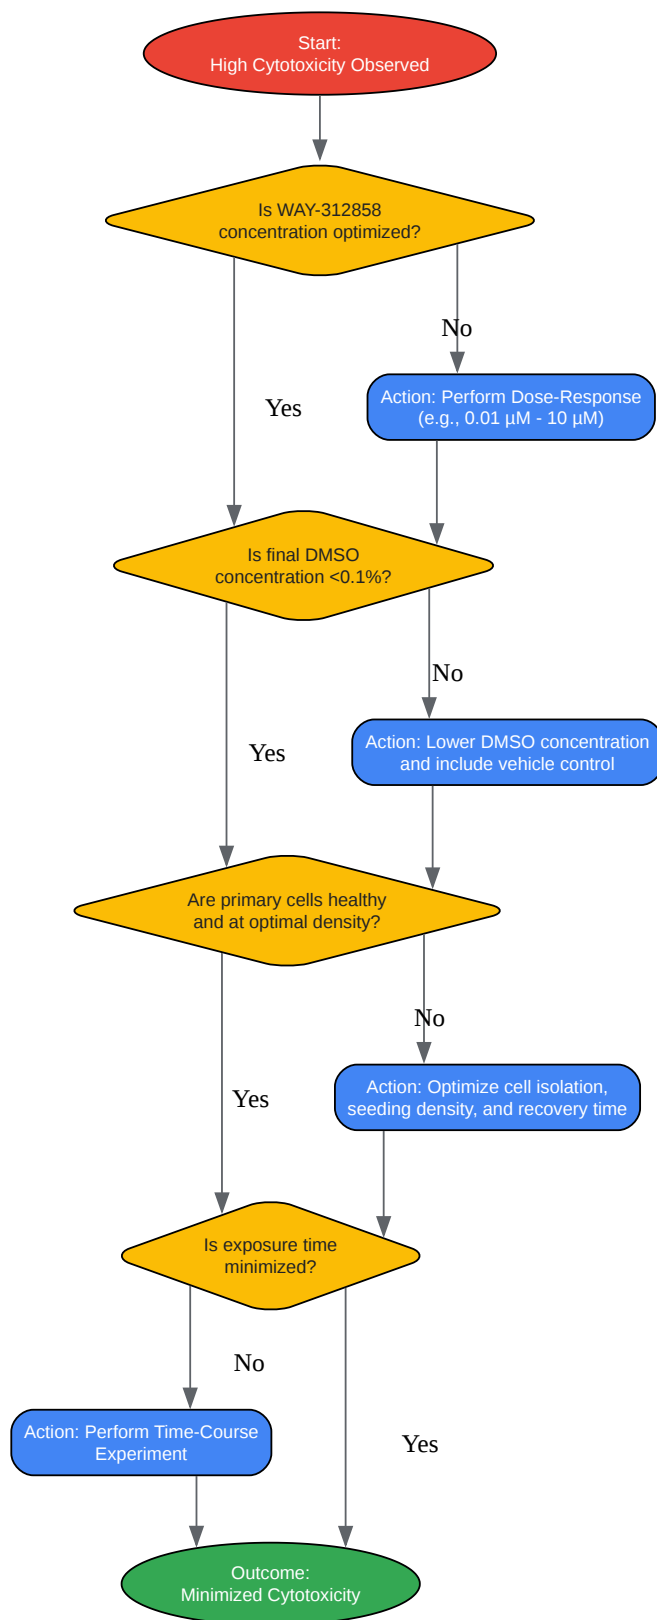 Start:
High Cytotoxicity Observed
Is WAY-312858
concentration optimized?
No
Action: Perform Dose-Response
(e.g., 0.01 µM - 10 µM)
Yes
Is final DMSO
concentration <0.1%?
No
Action: Lower DMSO concentration
and include vehicle control
Yes
Are primary cells healthy
and at optimal density?
No
Action: Optimize cell isolation,
seeding density, and recovery time
Yes
Is exposure time
minimized?
No
Action: Perform Time-Course
Experiment
Yes
Outcome:
Minimized Cytotoxicity